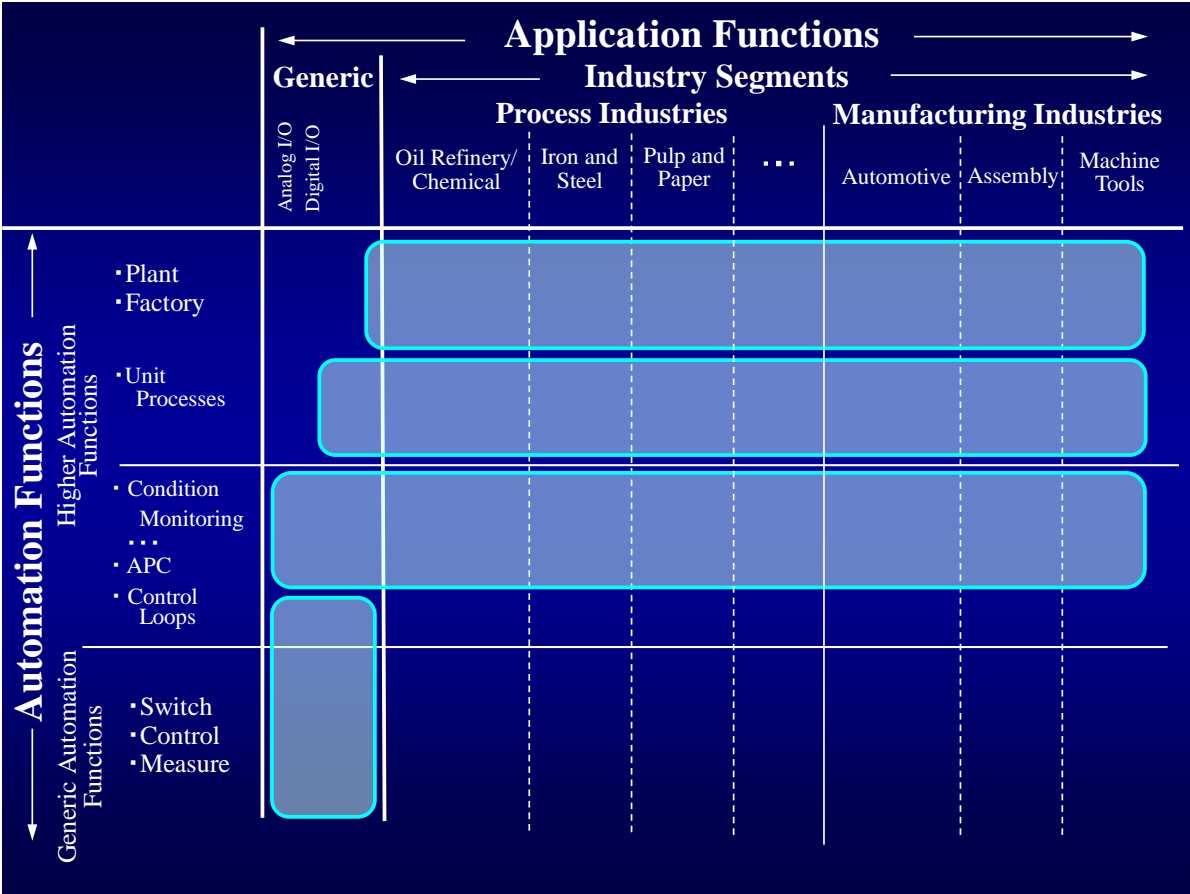 Application Functions
Generic
Industry Segments
Process Industries
Manufacturing Industries
Analog I/O
Digital I/O
Oil Refinery/
Chemical
Iron and
Steel
Pulp and
Paper
...
Automotive
Assembly
Machine
Tools
Automation Functions
Higher Automation
Functions
▪Plant
▪Factory
▪Unit
Processes
▪ Condition
Monitoring
...
▪ APC
▪ Control
Loops
Generic Automation
Functions
▪Switch
▪Control
▪Measure